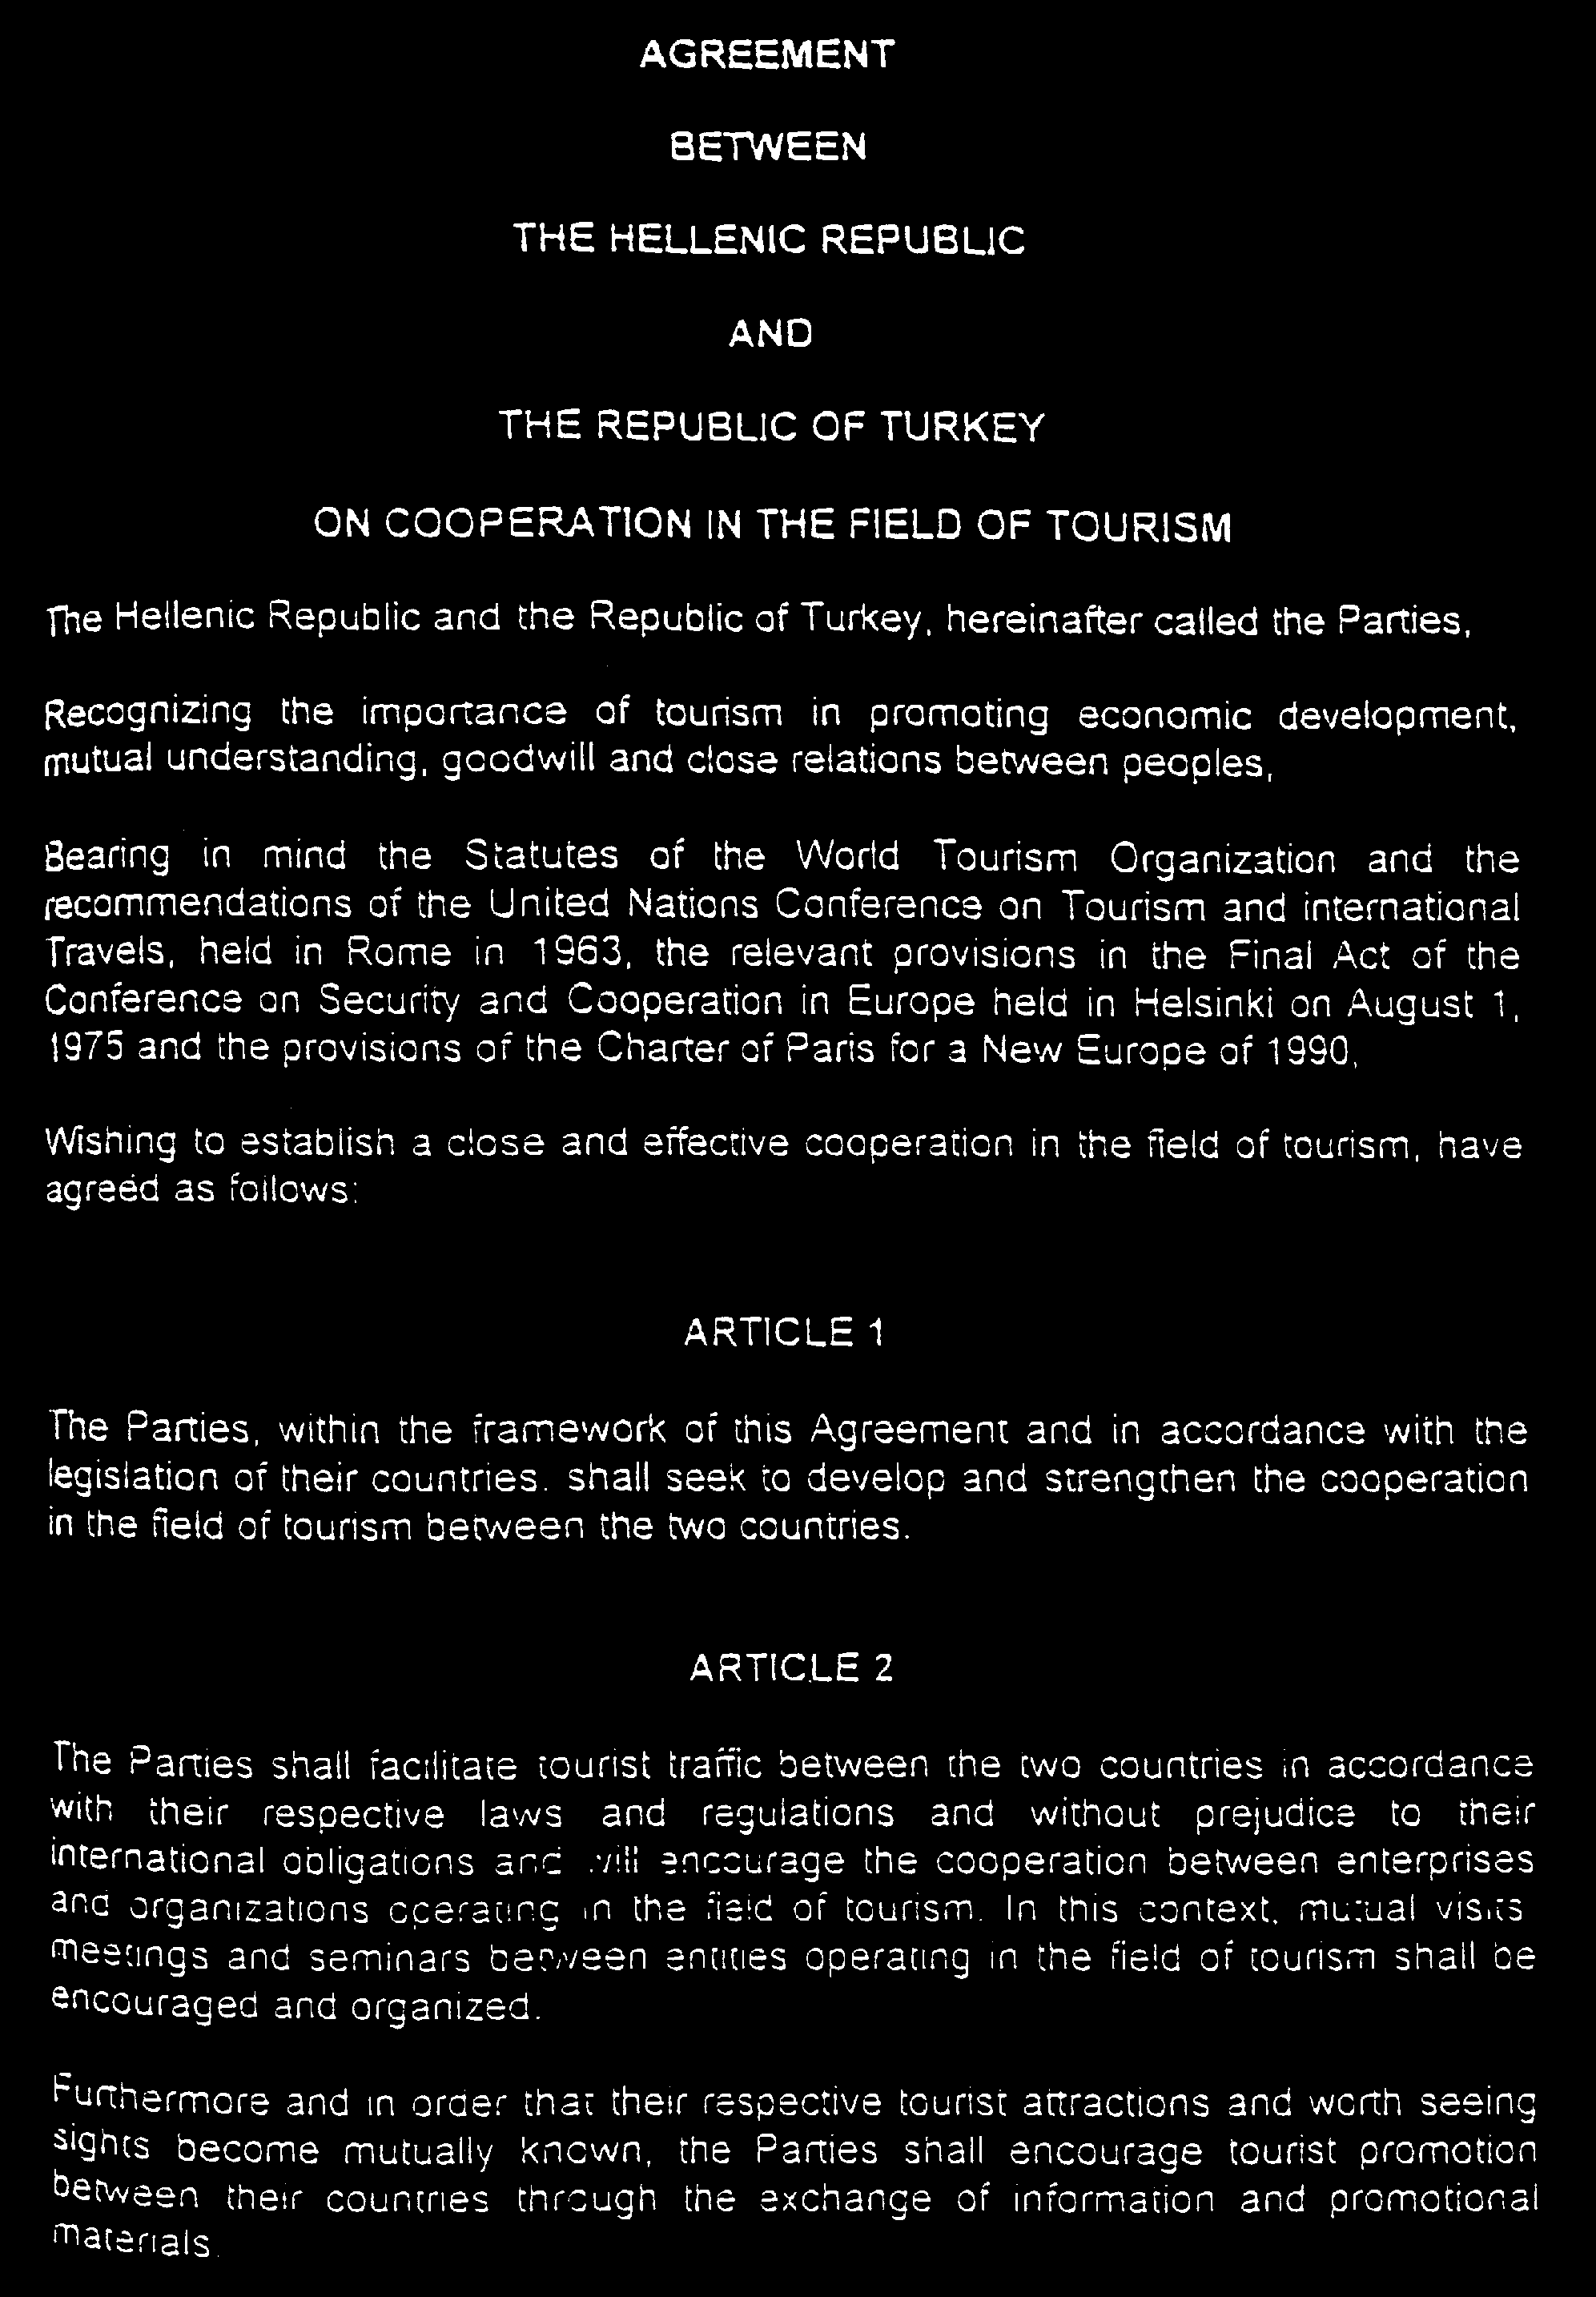 AGREEMENT
BETWEEN
THE HELLENIC REPUBLIC
AND
THE REPUBLIC OF TURKEY
ON COOPERATION IN THE FIELD OF TOURISM
The Hellenic Republic and the Republic of Turkey, hereinafter called the Parties,
Recognizing the importance of tourism in promoting economic development,
mutual understanding, goodwill and close relations between peoples,
Bearing in mind the Statutes of the World Tourism Organization and the
recommendations of the United Nations Conference on Tourism and international
Travels, held in Rome in 1963, the relevant provisions in the Final Act of the
Conference on Security and Cooperation in Europe held in Helsinki on August 1,
1975 and the provisions of the Charter of Paris for a New Europe of 1990,
Wishing to establish a close and effective cooperation in the field of tourism, have
agreed as follows:
ARTICLE 1
The Parties, within the framework of this Agreement and in accordance with the
legislation of their countries, shall seek to develop and strengthen the cooperation
in the field of tourism between the two countries.
ARTICLE 2
The Parties shall facilitate tourist traffic between the two countries in accordance
with their respective laws and regulations and without prejudice to their
international obligations and will encourage the cooperation between enterprises
and organizations operating in the field of tourism. In this context, mutual visits
meetings and seminars between entities operating in the field of tourism shall be
encouraged and organized.
Furthermore and in order that their respective tourist attractions and worth seeing
sights become mutually known, the Parties shall encourage tourist promotion
between their countries through the exchange of information and promotional
materials.